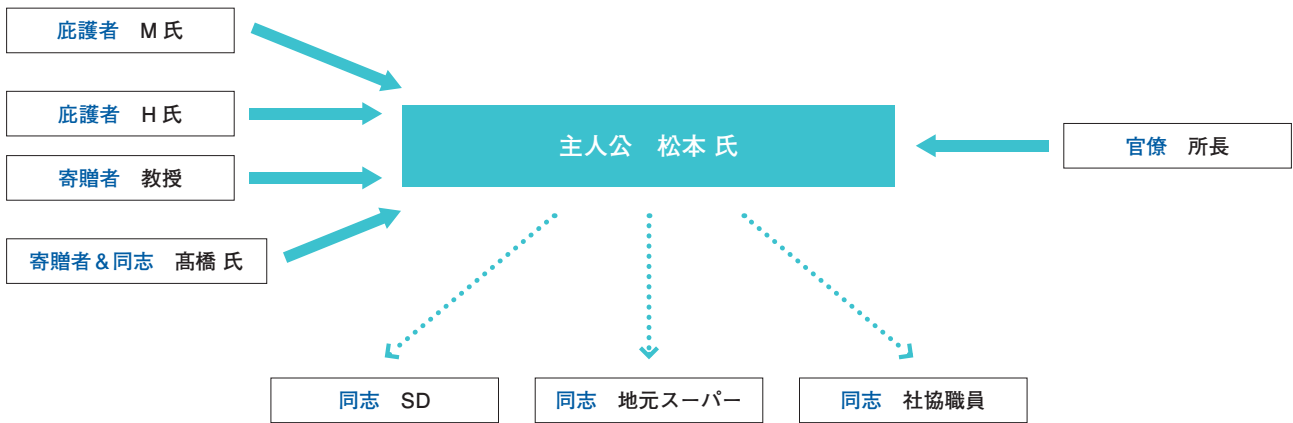 庇護者　M 氏
庇護者　H 氏
寄贈者　教授
寄贈者＆同志　髙橋 氏
主人公　松本 氏
官僚　所長
同志　SD
同志　地元スーパー
同志　社協職員